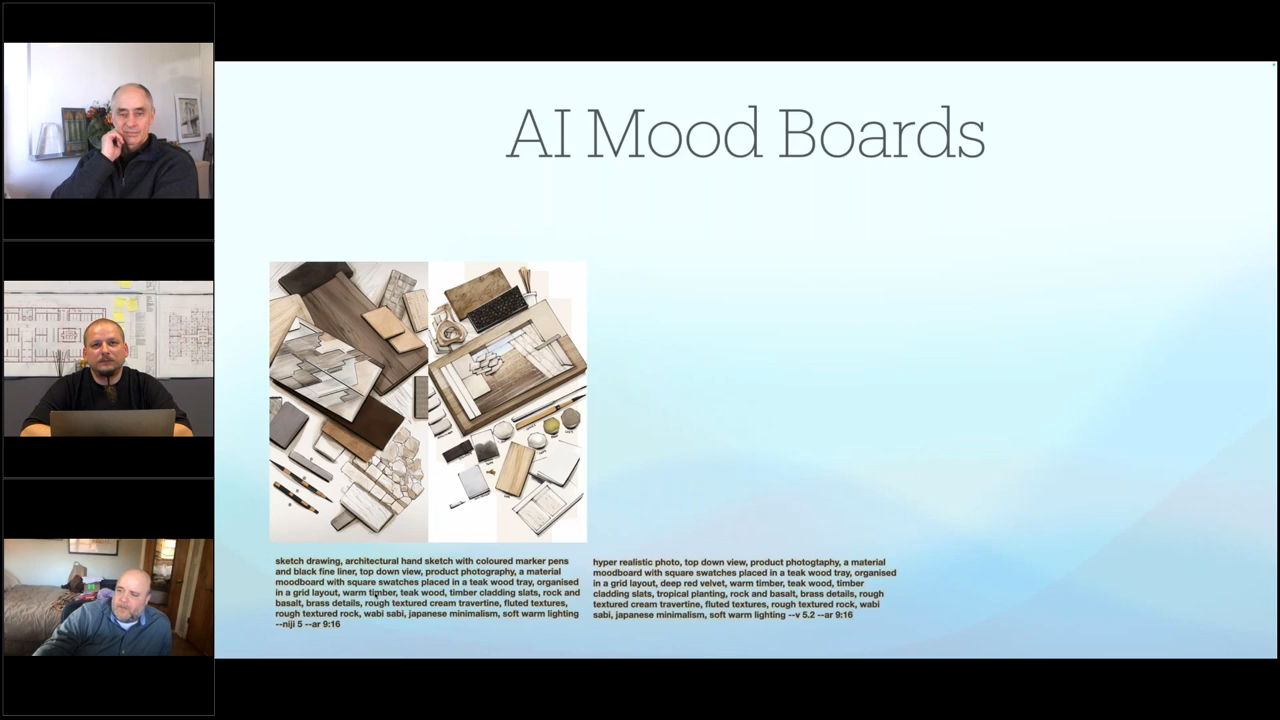 AI Mood Boards
sketch drawing, architectural hand sketch with coloured marker pens
and black fine liner, top down view, product photography, a material
moodboard with square swatches placed in a teak wood tray, organised
in a grid layout, warm timber, teak wood, timber cladding slats, rock and
basalt, brass details, rough textured cream travertine, fluted textures,
rough textured rock, wabi sabi, japanese minimalism, soft warm lighting
--niji 5 --ar 9:16
hyper realistic photo, top down view, product photogtaphy, a material
moodboard with square swatches placed in a teak wood tray, organised
in a grid layout, deep red velvet, warm timber, teak wood, timber
cladding slats, tropical planting, rock and basalt, brass details, rough
textured cream travertine, fluted textures, rough textured rock, wabi
sabi, japanese minimalism, soft warm lighting --v 5.2 --ar 9:16